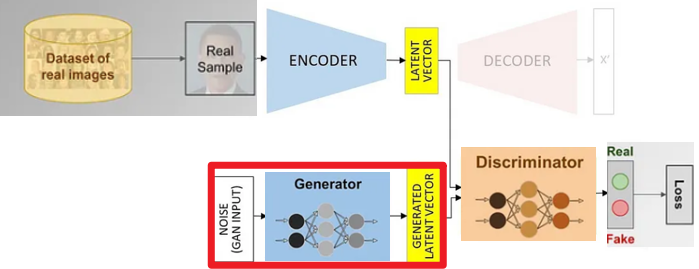 Dataset of
real images
Real
Sample
ENCODER
LATENT
VECTOR
DECODER
X'
NOISE
(GAN INPUT)
Generator
GENERATED
LATENT VECTOR
Discriminator
Real
Fake
Loss